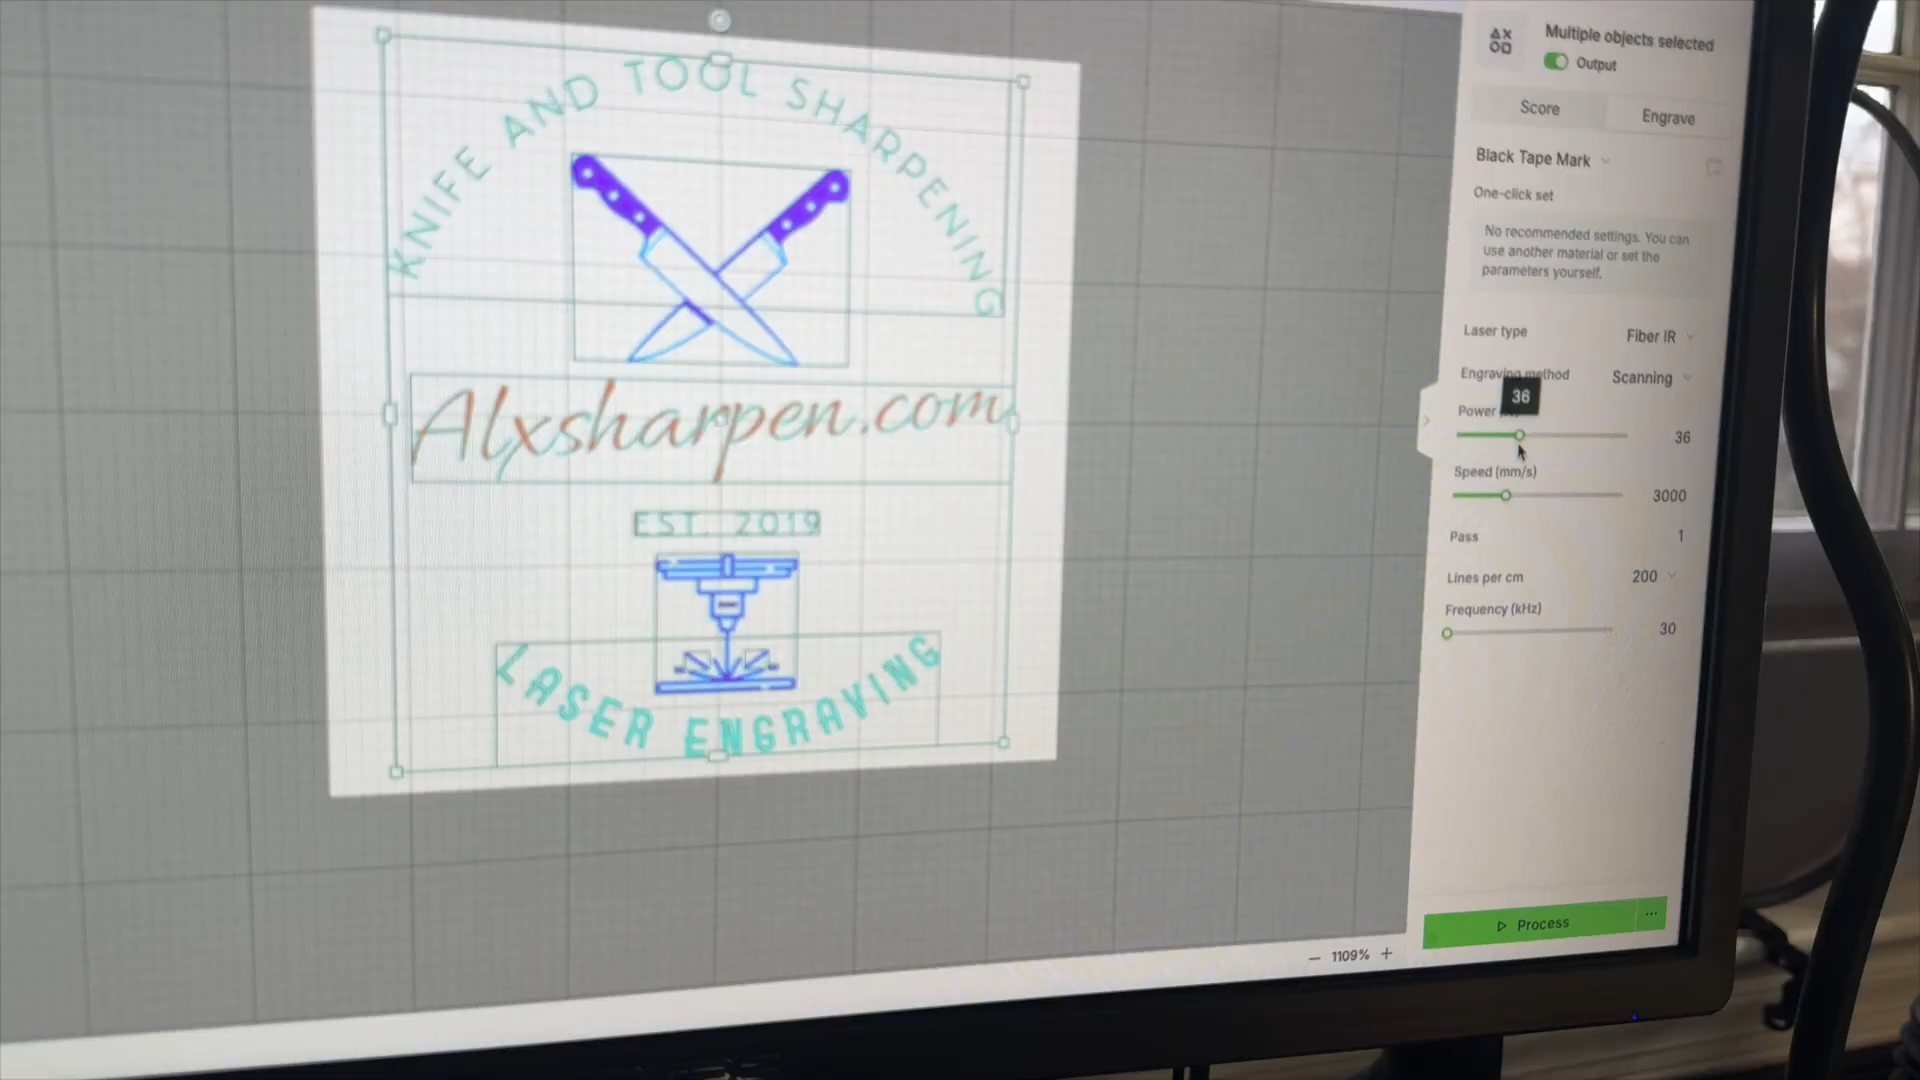 KNIFE AND TOOL SHARPENING
Alxsharpen.com
EST. 2019
LASER ENGRAVING
Multiple objects selected
Output
Score
Engrave
Black Tape Mark
One-click set
No recommended settings. You can
use another material or set the
parameters yourself.
Laser type
Fiber IR
Engraving method
Scanning
36
Power
36
Speed (mm/s)
3000
Pass
1
Lines per cm
200
Frequency (kHz)
30
Process
1109%